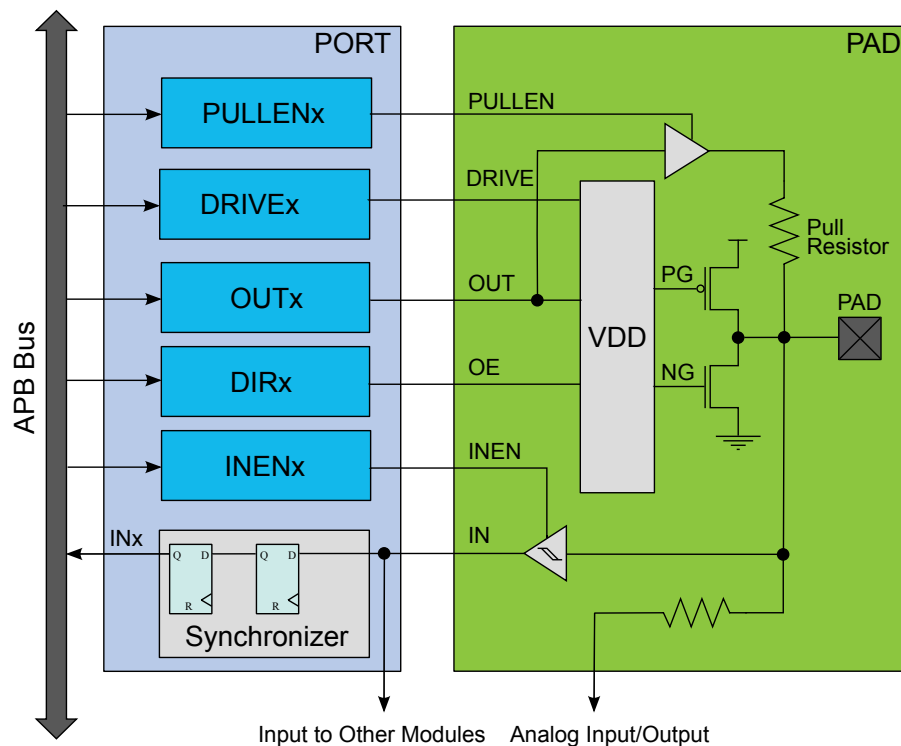 PORT
PAD
APB Bus
PULLENx
PULLEN
DRIVEx
DRIVE
Pull
Resistor
OUTx
OUT
PG
PAD
VDD
DIRx
OE
NG
INENx
INEN
INx
IN
Q D
Q D
R
R
Synchronizer
Input to Other Modules
Analog Input/Output